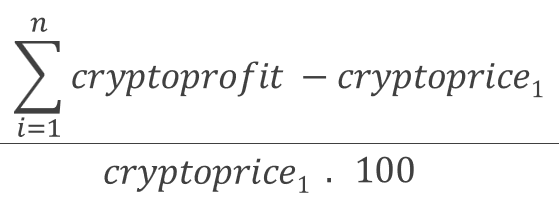 n
∑ cryptoprofit − cryptoprice₁
i=1
cryptoprice₁ . 100